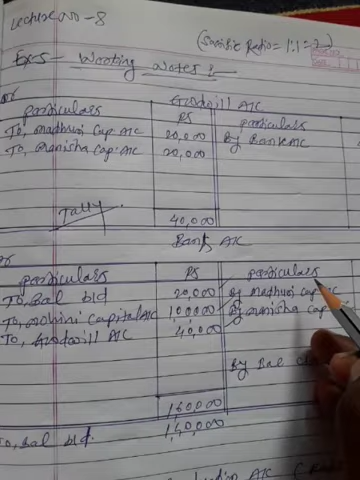 Lecture no - 8
(Sacrific Ratio = 1:1 = 2)
Ex-5 - Working Notes :-
Goodwill A/C
Particulars RS Particulars
To, Madhuri Cap. A/C 20,000 By Bank A/C
To, Manisha Cap. A/C 20,000
Tally 40,000
Bank A/C
Particulars RS Particulars
To, Bal b/d 20,000 By Madhuri Cap. A/C
To, Mohini Capital A/C 1,00,000 By Manisha Cap
To, Goodwill A/C 40,000
By Bal
1,60,000
To, Bal b/d. 1,40,000
A/C